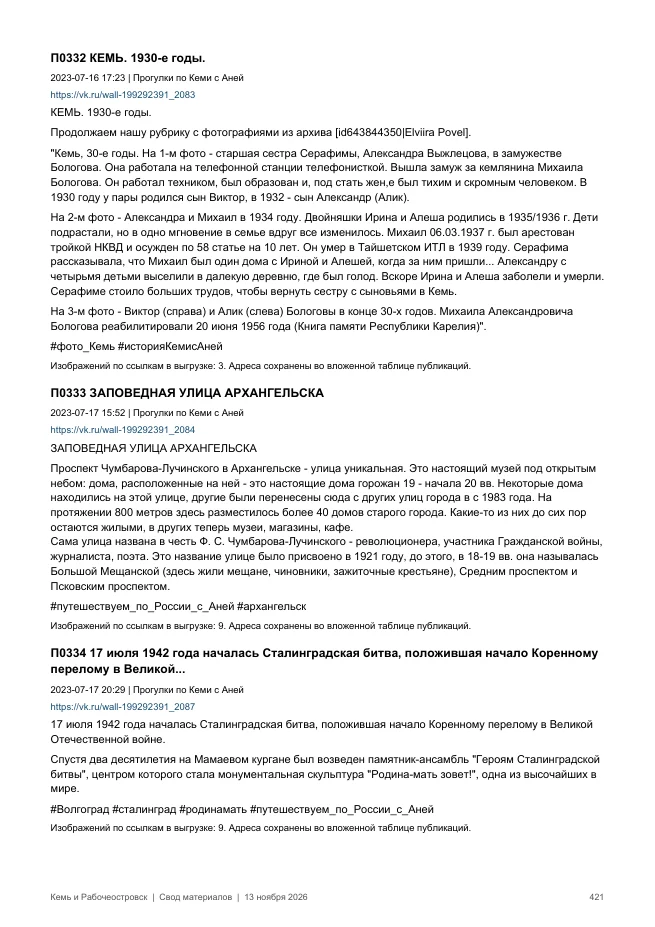 П0332 КЕМЬ. 1930-е годы.
2023-07-16 17:23 | Прогулки по Кеми с Аней
https://vk.ru/wall-199292391_2083
КЕМЬ. 1930-е годы.
Продолжаем нашу рубрику с фотографиями из архива [id643844350|Elviira Povel].
"Кемь, 30-е годы. На 1-м фото - старшая сестра Серафимы, Александра Выжлецова, в замужестве
Бологова. Она работала на телефонной станции телефонисткой. Вышла замуж за кемлянина Михаила
Бологова. Он работал техником, был образован и, под стать жен,е был тихим и скромным человеком. В
1930 году у пары родился сын Виктор, в 1932 - сын Александр (Алик).
На 2-м фото - Александра и Михаил в 1934 году. Двойняшки Ирина и Алеша родились в 1935/1936 г. Дети
подрастали, но в одно мгновение в семье вдруг все изменилось. Михаил 06.03.1937 г. был арестован
тройкой НКВД и осужден по 58 статье на 10 лет. Он умер в Тайшетском ИТЛ в 1939 году. Серафима
рассказывала, что Михаил был один дома с Ириной и Алешей, когда за ним пришли... Александру с
четырьмя детьми выселили в далекую деревню, где был голод. Вскоре Ирина и Алеша заболели и умерли.
Серафиме стоило больших трудов, чтобы вернуть сестру с сыновьями в Кемь.
На 3-м фото - Виктор (справа) и Алик (слева) Бологовы в конце 30-х годов. Михаила Александровича
Бологова реабилитировали 20 июня 1956 года (Книга памяти Республики Карелия)".
#фото_Кемь #историяКемисАней
Изображений по ссылкам в выгрузке: 3. Адреса сохранены во вложенной таблице публикаций.
П0333 ЗАПОВЕДНАЯ УЛИЦА АРХАНГЕЛЬСКА
2023-07-17 15:52 | Прогулки по Кеми с Аней
https://vk.ru/wall-199292391_2084
ЗАПОВЕДНАЯ УЛИЦА АРХАНГЕЛЬСКА
Проспект Чумбарова-Лучинского в Архангельске - улица уникальная. Это настоящий музей под открытым
небом: дома, расположенные на ней - это настоящие дома горожан 19 - начала 20 вв. Некоторые дома
находились на этой улице, другие были перенесены сюда с других улиц города в с 1983 года. На
протяжении 800 метров здесь разместилось более 40 домов старого города. Какие-то из них до сих пор
остаются жилыми, в других теперь музеи, магазины, кафе.
Сама улица названа в честь Ф. С. Чумбарова-Лучинского - революционера, участника Гражданской войны,
журналиста, поэта. Это название улице было присвоено в 1921 году, до этого, в 18-19 вв. она называлась
Большой Мещанской (здесь жили мещане, чиновники, зажиточные крестьяне), Средним проспектом и
Псковским проспектом.
#путешествуем_по_России_с_Аней #архангельск
Изображений по ссылкам в выгрузке: 9. Адреса сохранены во вложенной таблице публикаций.
П0334 17 июля 1942 года началась Сталинградская битва, положившая начало Коренному
перелому в Великой...
2023-07-17 20:29 | Прогулки по Кеми с Аней
https://vk.ru/wall-199292391_2087
17 июля 1942 года началась Сталинградская битва, положившая начало Коренному перелому в Великой
Отечественной войне.
Спустя два десятилетия на Мамаевом кургане был возведен памятник-ансамбль "Героям Сталинградской
битвы", центром которого стала монументальная скульптура "Родина-мать зовет!", одна из высочайших в
мире.
#Волгоград #сталинград #родинамать #путешествуем_по_России_с_Аней
Изображений по ссылкам в выгрузке: 9. Адреса сохранены во вложенной таблице публикаций.
Кемь и Рабочеостровск | Свод материалов | 13 ноября 2026 421